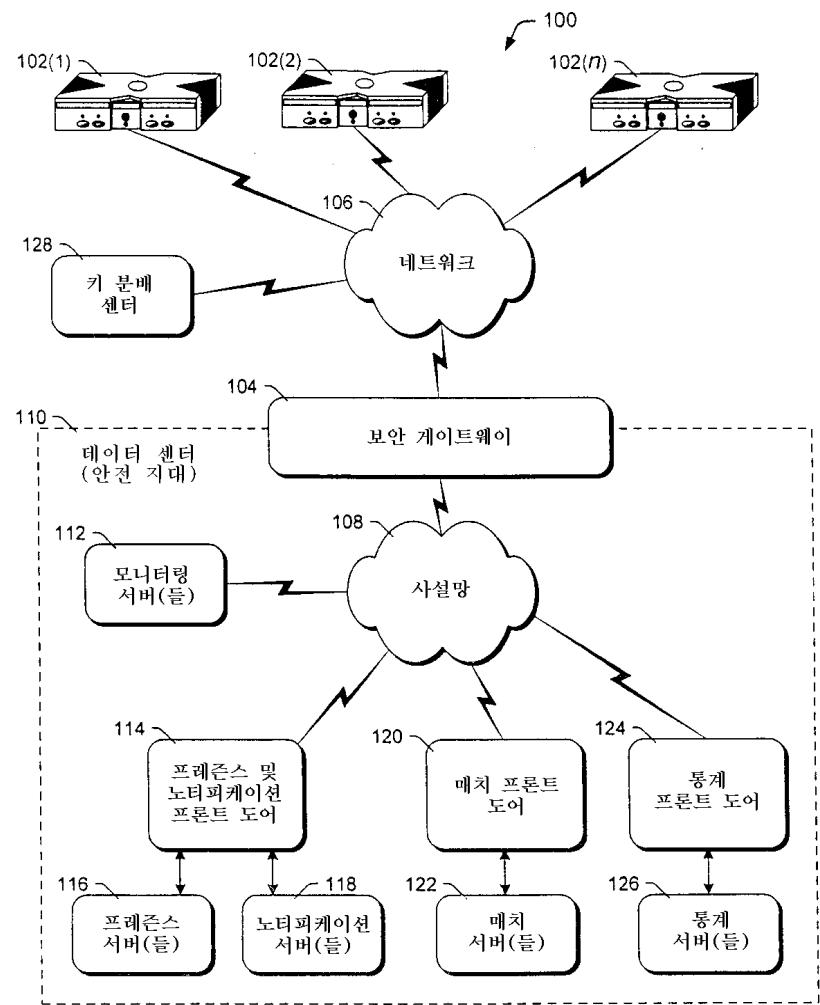 100
102(1)
102(2)
102(n)
106
네트워크
128
키 분배
센터
104
보안 게이트웨이
110
데이터 센터
(안전 지대)
108
사설망
112
모니터링
서버(들)
114
프레즌스 및
노티피케이션
프론트 도어
120
매치 프론트
도어
124
통계
프론트 도어
116
프레즌스
서버(들)
118
노티피케이션
서버(들)
122
매치
서버(들)
126
통계
서버(들)